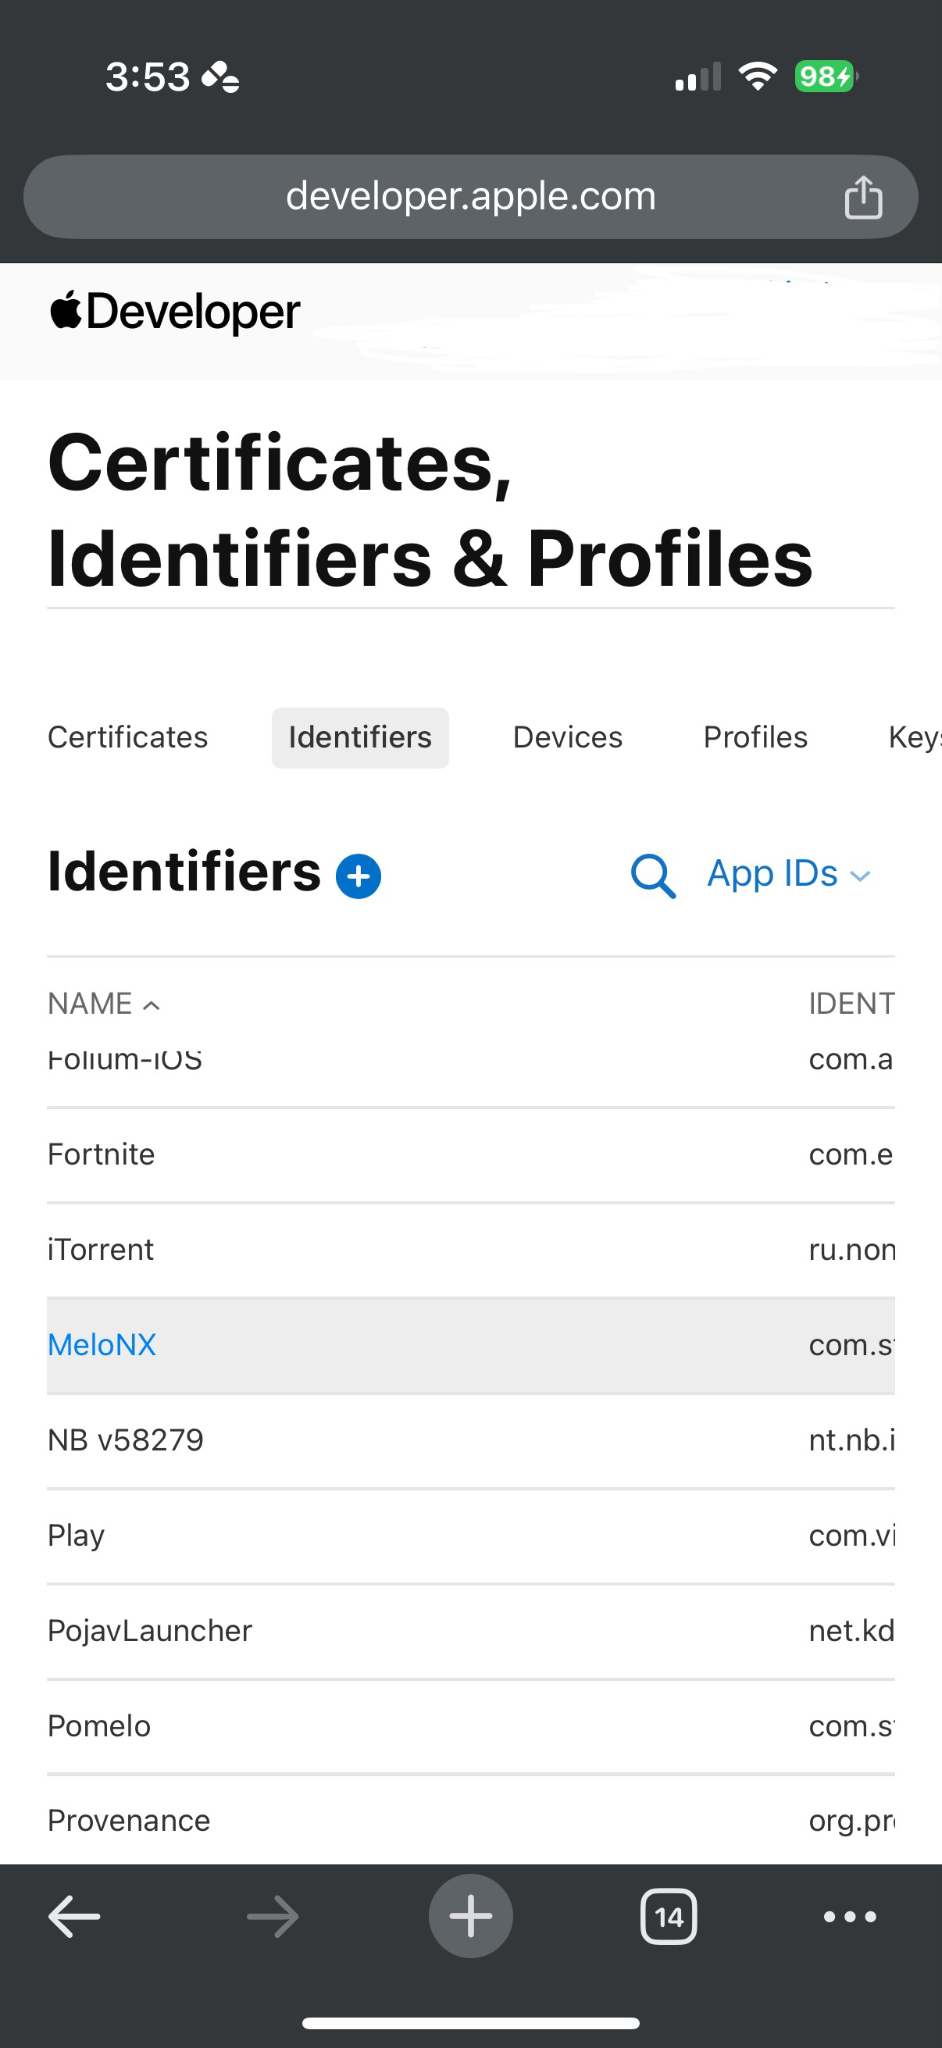 3:53
98
developer.apple.com
Developer
Certificates,
Identifiers & Profiles
Certificates Identifiers Devices Profiles Keys
Identifiers App IDs
NAME IDENT
Folium-iOS com.a
Fortnite com.e
iTorrent ru.non
MeloNX com.s
NB v58279 nt.nb.i
Play com.vi
PojavLauncher net.kd
Pomelo com.s
Provenance org.pr
14